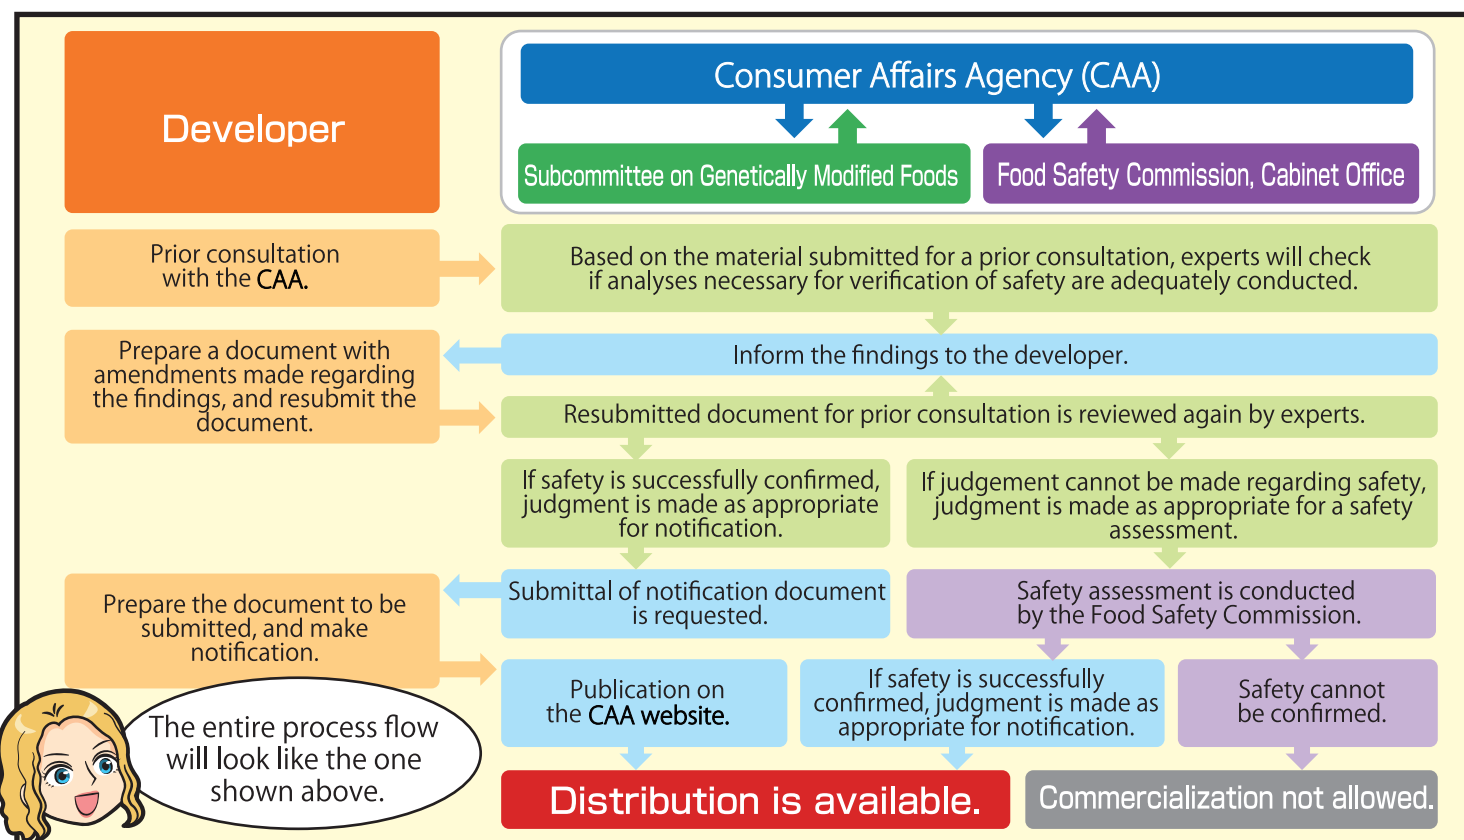 Developer
Consumer Affairs Agency (CAA)
Subcommittee on Genetically Modified Foods
Food Safety Commission, Cabinet Office
Prior consultation
with the CAA.
Based on the material submitted for a prior consultation, experts will check
if analyses necessary for verification of safety are adequately conducted.
Inform the findings to the developer.
Prepare a document with
amendments made regarding
the findings, and resubmit the
document.
Resubmitted document for prior consultation is reviewed again by experts.
If safety is successfully confirmed,
judgment is made as appropriate
for notification.
If judgement cannot be made regarding safety,
judgment is made as appropriate for a safety
assessment.
Submittal of notification document
is requested.
Safety assessment is conducted
by the Food Safety Commission.
Prepare the document to be
submitted, and make
notification.
Publication on
the CAA website.
If safety is successfully
confirmed, judgment is made as
appropriate for notification.
Safety cannot
be confirmed.
The entire process flow
will look like the one
shown above.
Distribution is available.
Commercialization not allowed.